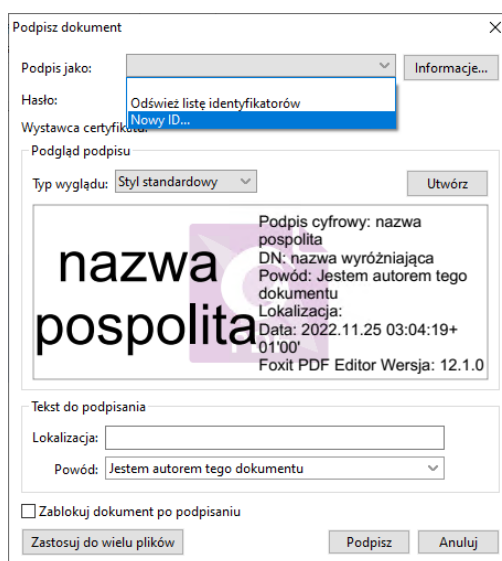 Podpisz dokument
Podpis jako:
Informacje...
Hasło:
Odśwież listę identyfikatorów
Nowy ID...
Wystawca certyfikatu:
Podgląd podpisu
Typ wyglądu: Styl standardowy
Utwórz
nazwa
pospolita
Podpis cyfrowy: nazwa
pospolita
DN: nazwa wyróżniająca
Powód: Jestem autorem tego
dokumentu
Lokalizacja:
Data: 2022.11.25 03:04:19+
01'00'
Foxit PDF Editor Wersja: 12.1.0
Tekst do podpisania
Lokalizacja:
Powód: Jestem autorem tego dokumentu
Zablokuj dokument po podpisaniu
Zastosuj do wielu plików
Podpisz
Anuluj